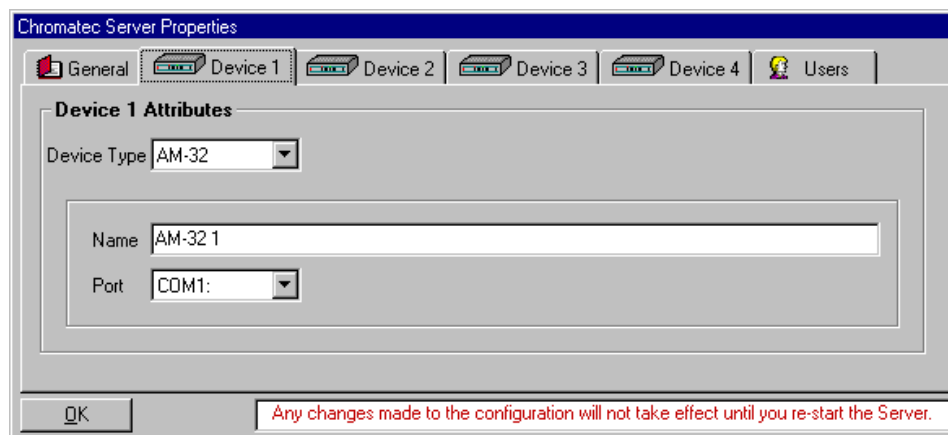 Chromatec Server Properties
General Device 1 Device 2 Device 3 Device 4 Users
Device 1 Attributes
Device Type AM-32
Name AM-32 1
Port COM1:
OK Any changes made to the configuration will not take effect until you re-start the Server.